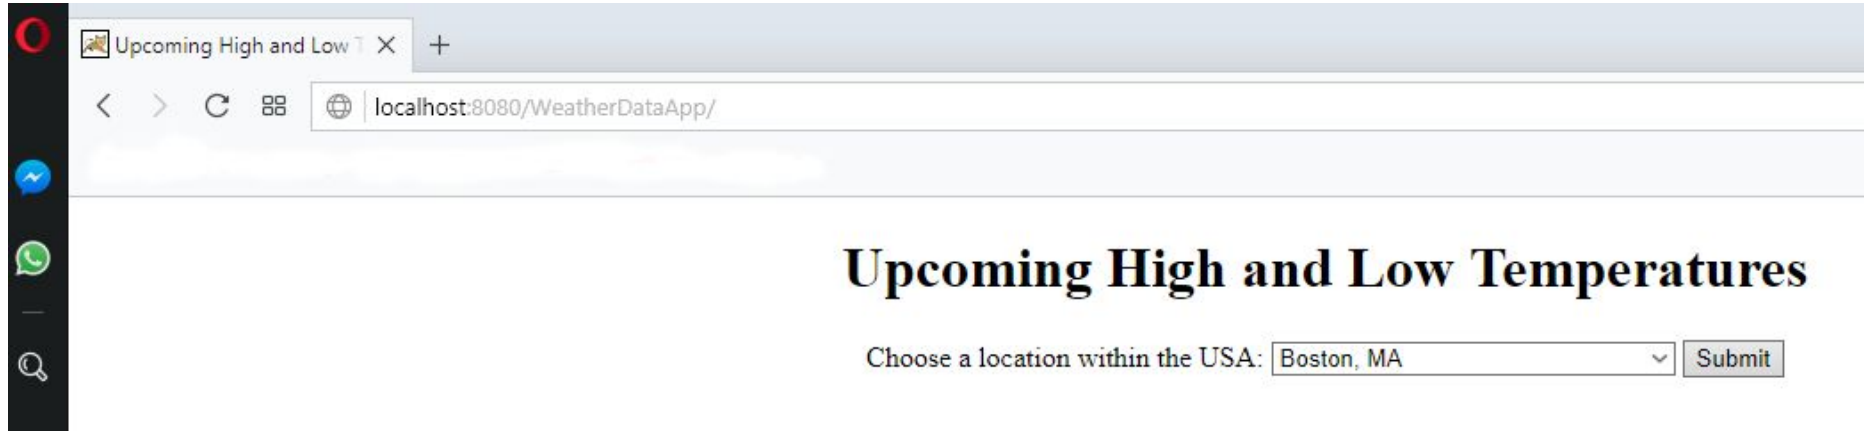 Upcoming High and Low T
localhost:8080/WeatherDataApp/
Upcoming High and Low Temperatures
Choose a location within the USA: Boston, MA Submit